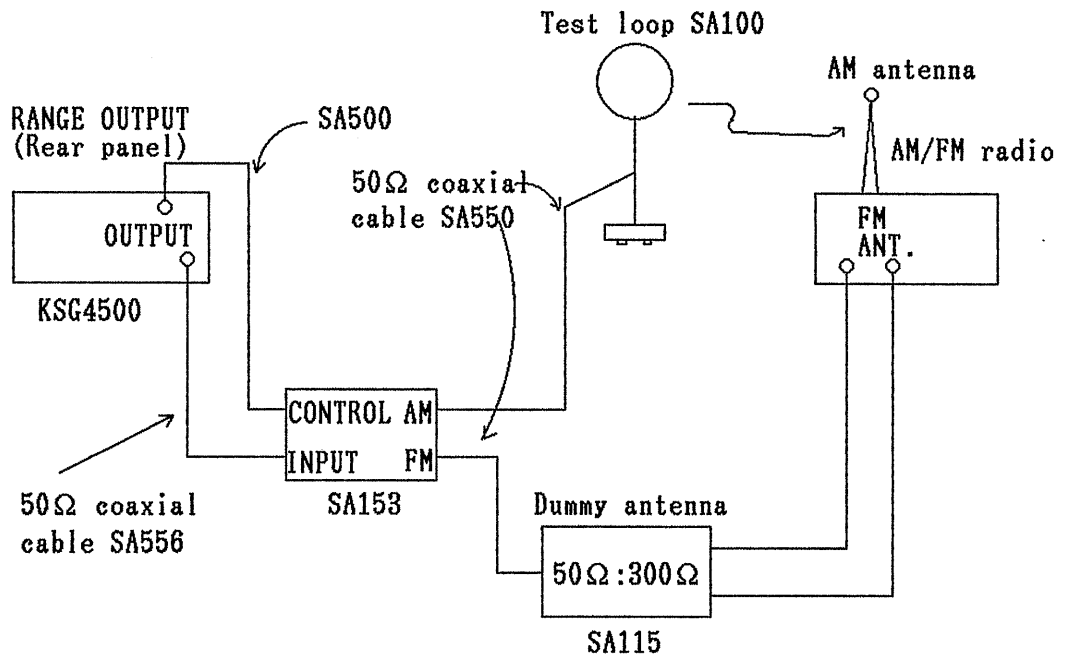 Test loop SA100
AM antenna
RANGE OUTPUT
(Rear panel)
SA500
AM/FM radio
50Ω coaxial
cable SA550
OUTPUT
FM
ANT.
KSG4500
CONTROL AM
INPUT FM
SA153
50Ω coaxial
cable SA556
Dummy antenna
50Ω:300Ω
SA115